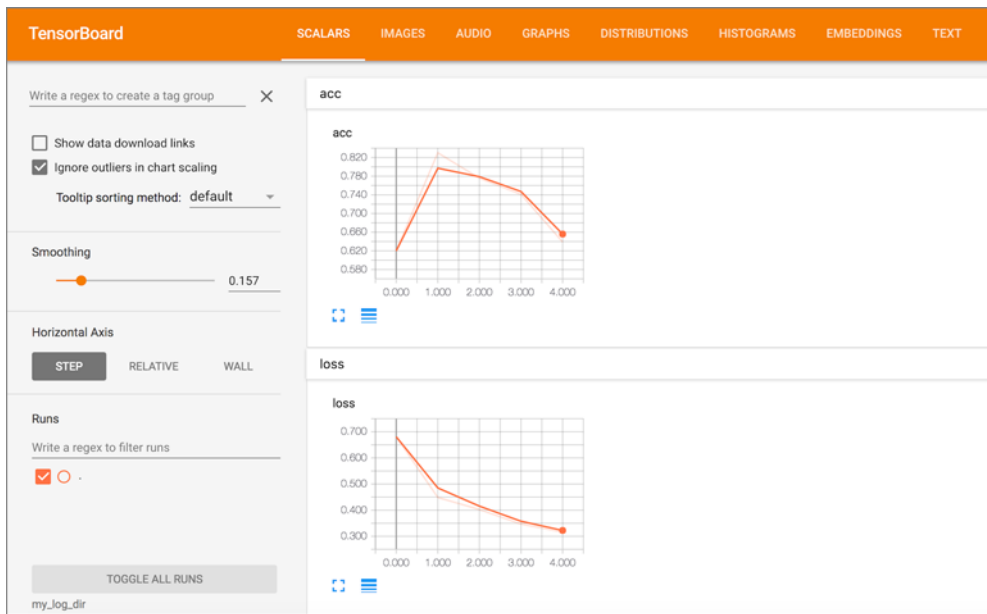 TensorBoard SCALARS IMAGES AUDIO GRAPHS DISTRIBUTIONS HISTOGRAMS EMBEDDINGS TEXT
Write a regex to create a tag group
Show data download links
Ignore outliers in chart scaling
Tooltip sorting method: default
Smoothing
0.157
Horizontal Axis
STEP RELATIVE WALL
Runs
Write a regex to filter runs
.
TOGGLE ALL RUNS
my_log_dir
acc
acc
0.820
0.780
0.740
0.700
0.660
0.620
0.580
0.000 1.000 2.000 3.000 4.000
loss
loss
0.700
0.600
0.500
0.400
0.300
0.000 1.000 2.000 3.000 4.000